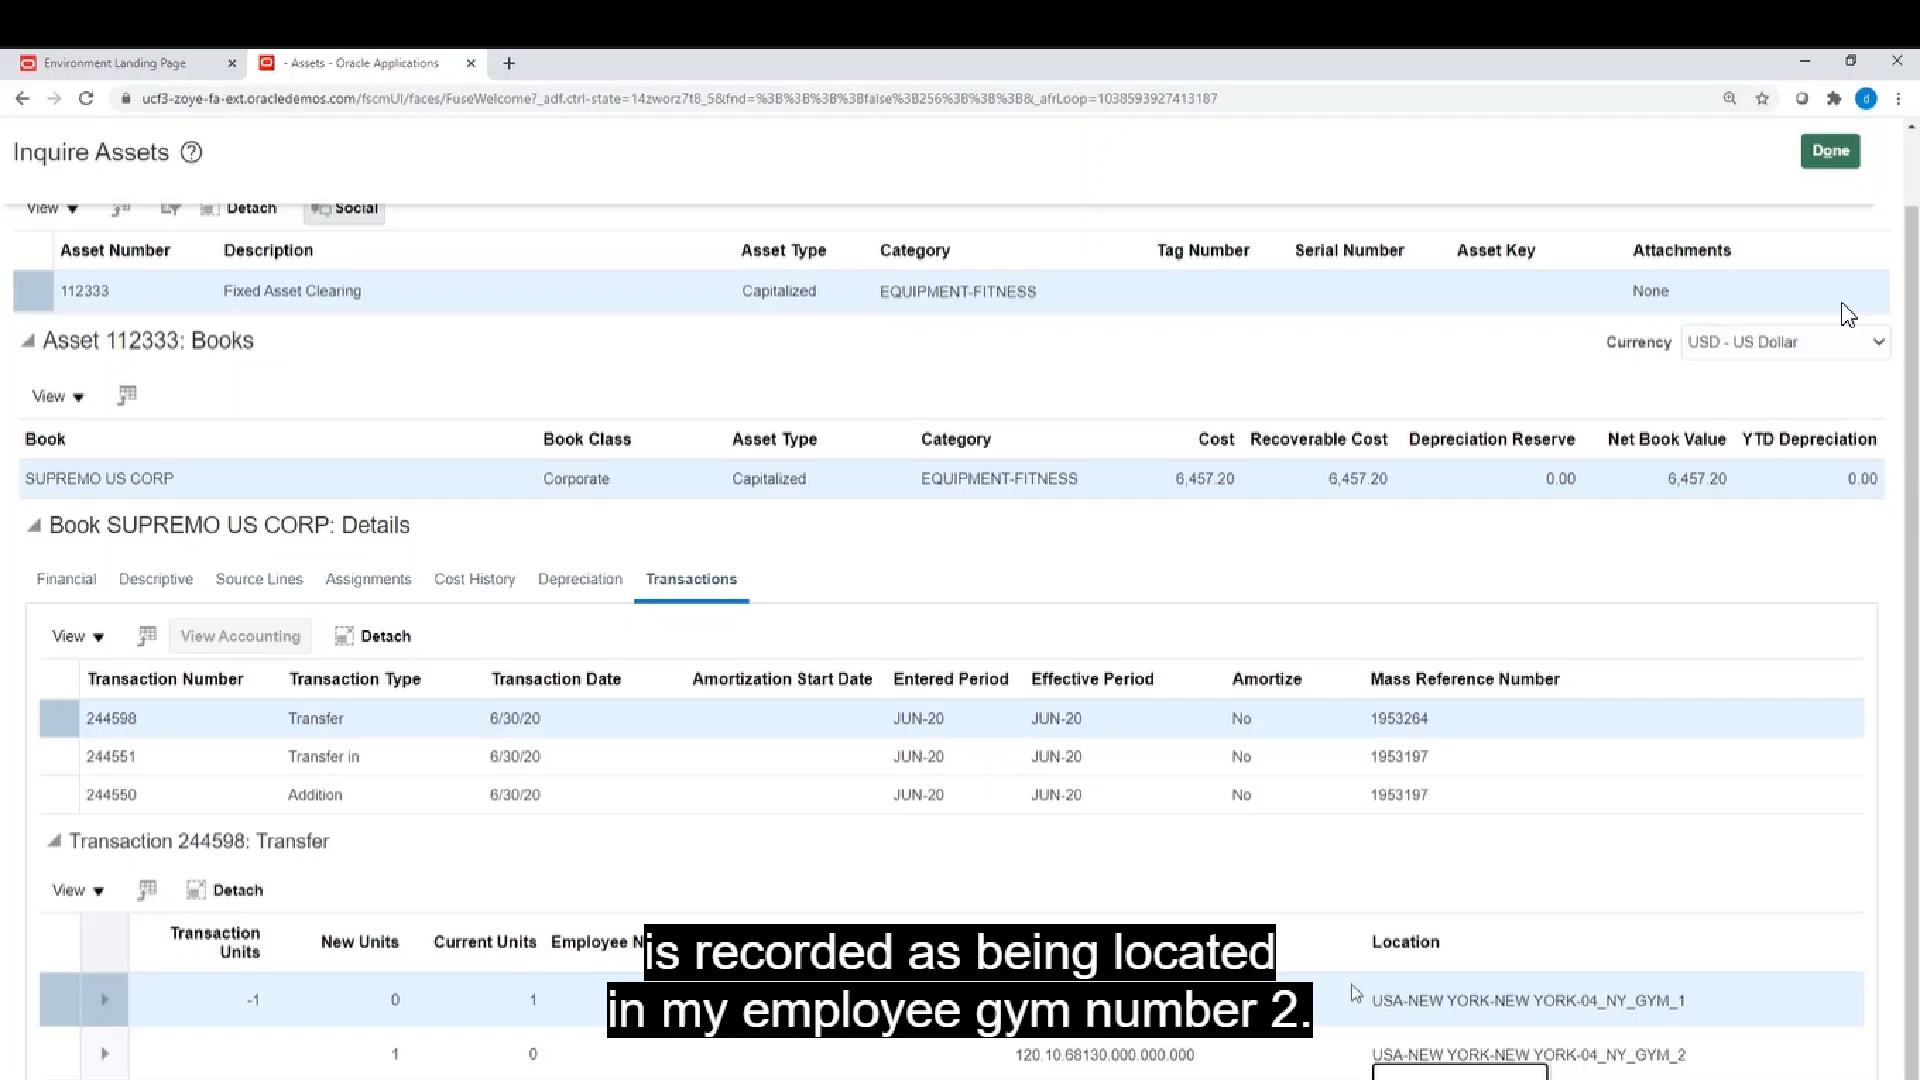 Environment Landing Page
- Assets - Oracle Applications
ucf3-zoye-fa-ext.oracledemos.com/fscmUI/faces/FuseWelcome?_adf.ctrl-state=14zworz7t8_5&fnd=%3B%3B%3B%3Bfalse%3B256%3B%3B%3B&_afrLoop=1038593927413187
d
Inquire Assets ?
Done
View Detach Social
Asset Number Description Asset Type Category Tag Number Serial Number Asset Key Attachments
112333 Fixed Asset Clearing Capitalized EQUIPMENT-FITNESS None
Asset 112333: Books
Currency USD - US Dollar
View
Book Book Class Asset Type Category Cost Recoverable Cost Depreciation Reserve Net Book Value YTD Depreciation
SUPREMO US CORP Corporate Capitalized EQUIPMENT-FITNESS 6,457.20 6,457.20 0.00 6,457.20 0.00
Book SUPREMO US CORP: Details
Financial Descriptive Source Lines Assignments Cost History Depreciation Transactions
View View Accounting Detach
Transaction Number Transaction Type Transaction Date Amortization Start Date Entered Period Effective Period Amortize Mass Reference Number
244598 Transfer 6/30/20 JUN-20 JUN-20 No 1953264
244551 Transfer in 6/30/20 JUN-20 JUN-20 No 1953197
244550 Addition 6/30/20 JUN-20 JUN-20 No 1953197
Transaction 244598: Transfer
View Detach
Transaction Units New Units Current Units Employee N Location
-1 0 1 USA-NEW YORK-NEW YORK-04_NY_GYM_1
1 0 120.10.68130.000.000.000 USA-NEW YORK-NEW YORK-04_NY_GYM_2
is recorded as being located
in my employee gym number 2.